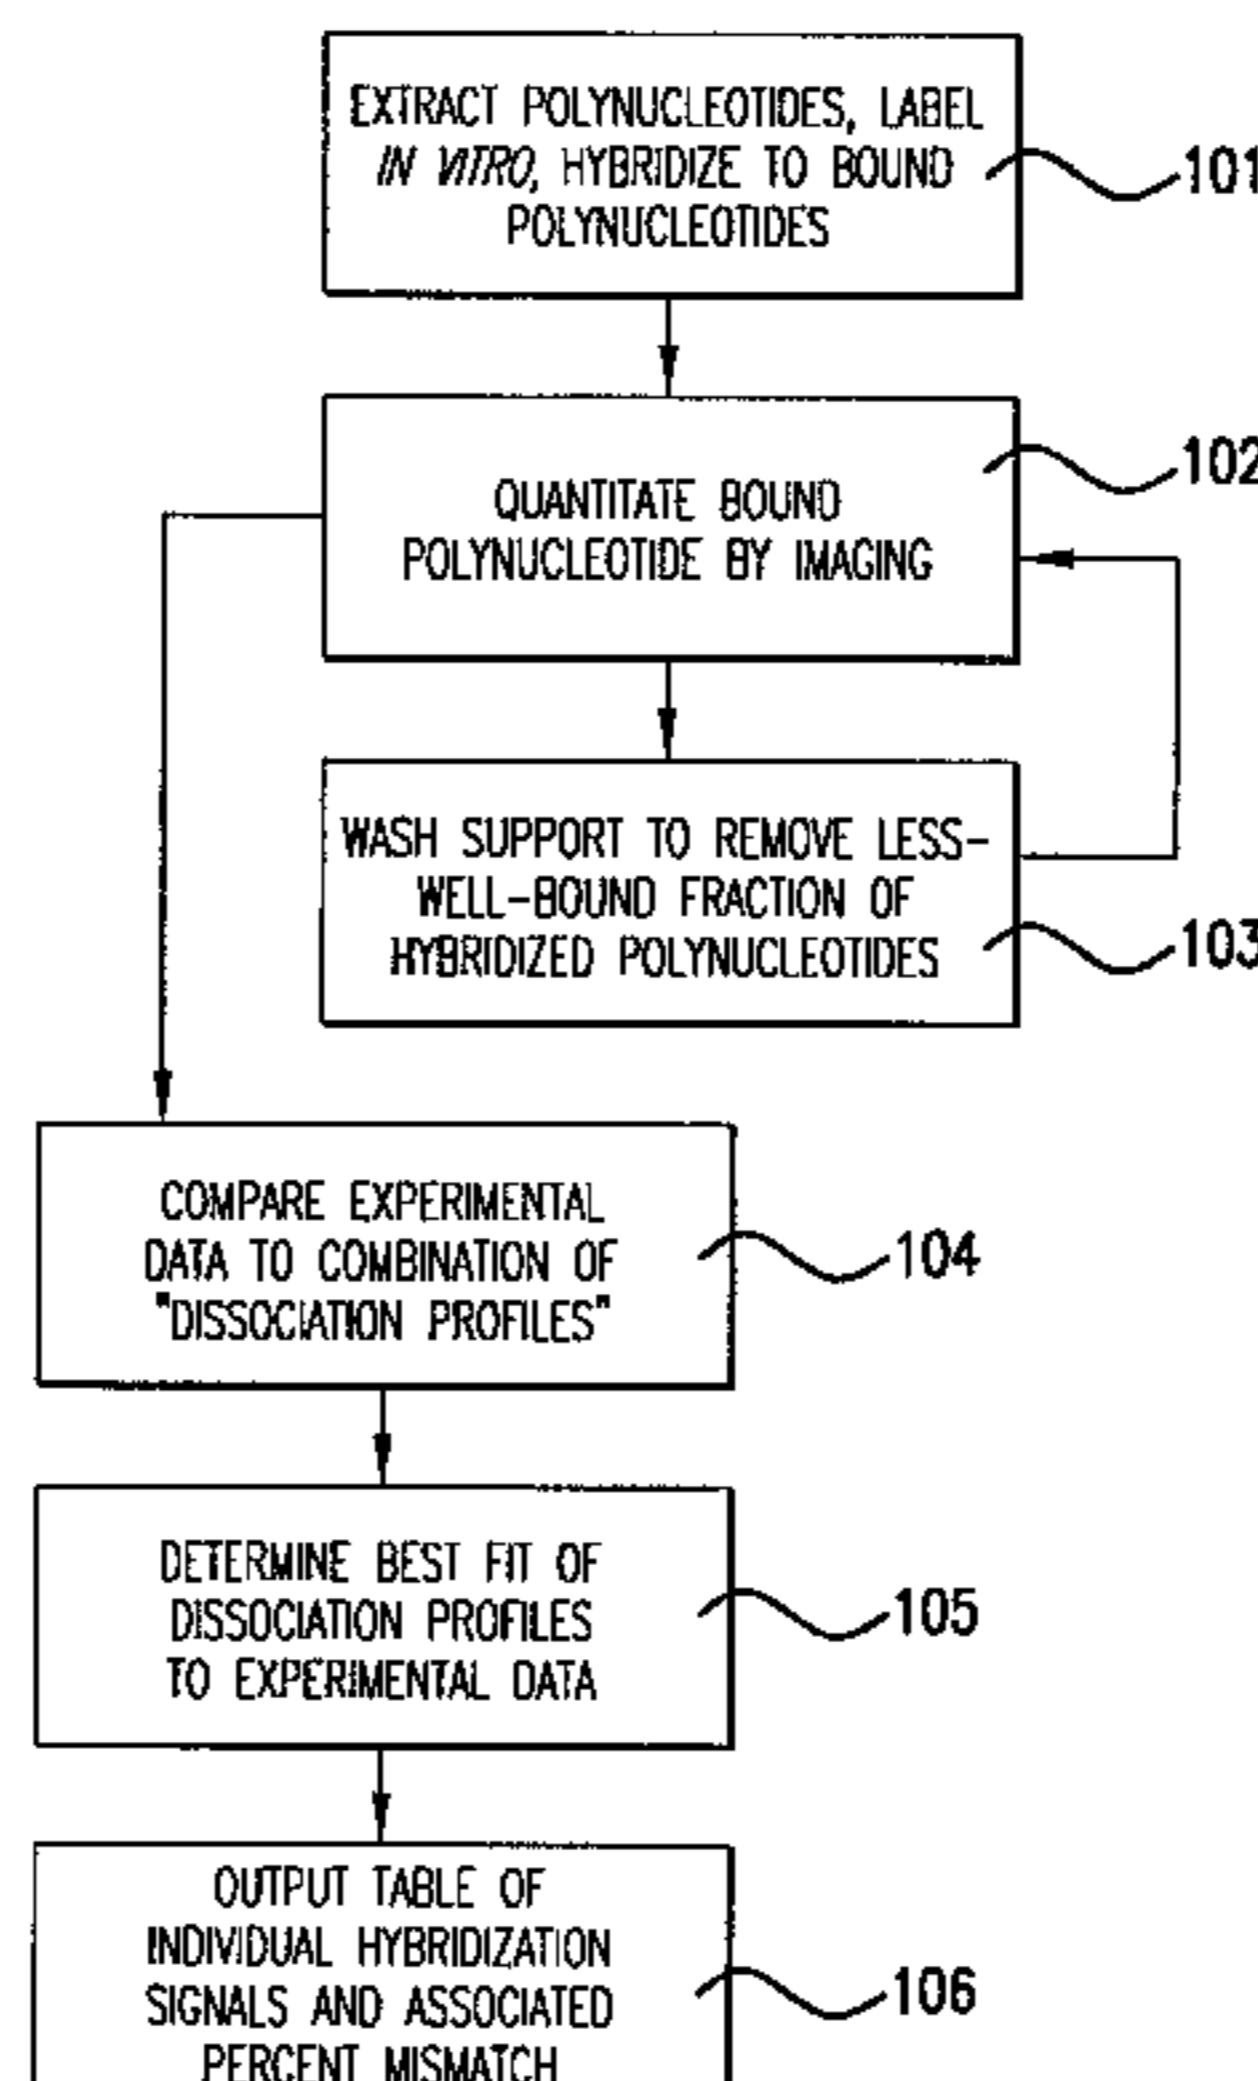 EXTRACT POLYNUCLEOTIDES, LABEL
IN VITRO, HYBRIDIZE TO BOUND
POLYNUCLEOTIDES
101
QUANTITATE BOUND
POLYNUCLEOTIDE BY IMAGING
102
WASH SUPPORT TO REMOVE LESS-
WELL-BOUND FRACTION OF
HYBRIDIZED POLYNUCLEOTIDES
103
COMPARE EXPERIMENTAL
DATA TO COMBINATION OF
"DISSOCIATION PROFILES"
104
DETERMINE BEST FIT OF
DISSOCIATION PROFILES
TO EXPERIMENTAL DATA
105
OUTPUT TABLE OF
INDIVIDUAL HYBRIDIZATION
SIGNALS AND ASSOCIATED
PERCENT MISMATCH
106